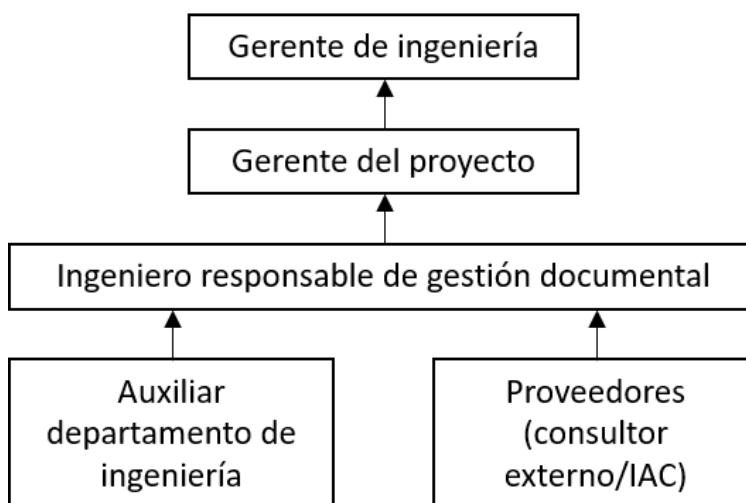 Gerente de ingeniería
Gerente del proyecto
Ingeniero responsable de gestión documental
Auxiliar
departamento de
ingeniería
Proveedores
(consultor
externo/IAC)